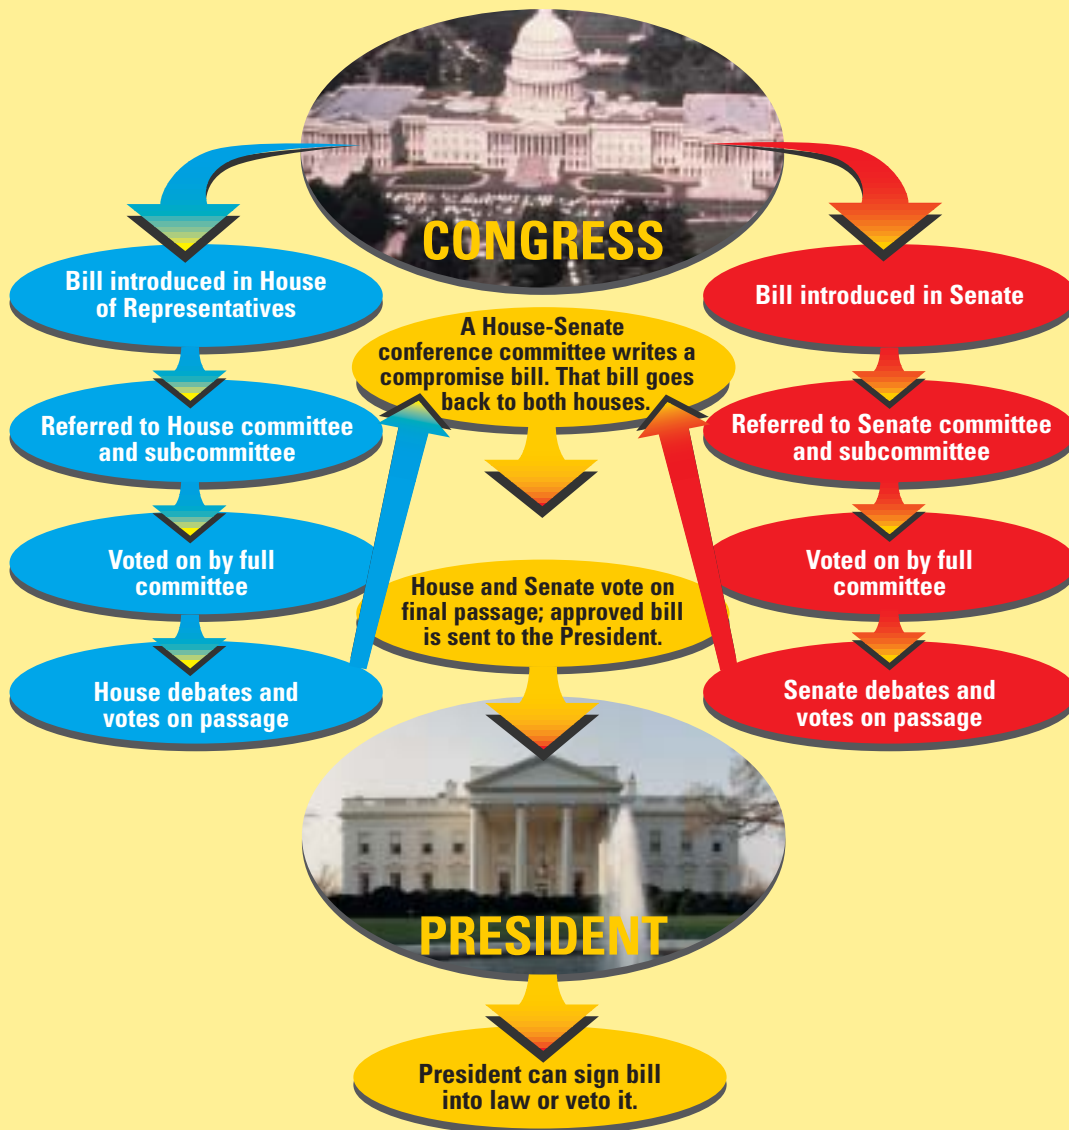 CONGRESS
Bill introduced in House
of Representatives
Referred to House committee
and subcommittee
Voted on by full
committee
House debates and
votes on passage
Bill introduced in Senate
Referred to Senate committee
and subcommittee
Voted on by full
committee
Senate debates and
votes on passage
A House-Senate
conference committee writes a
compromise bill. That bill goes
back to both houses.
House and Senate vote on
final passage; approved bill
is sent to the President.
PRESIDENT
President can sign bill
into law or veto it.